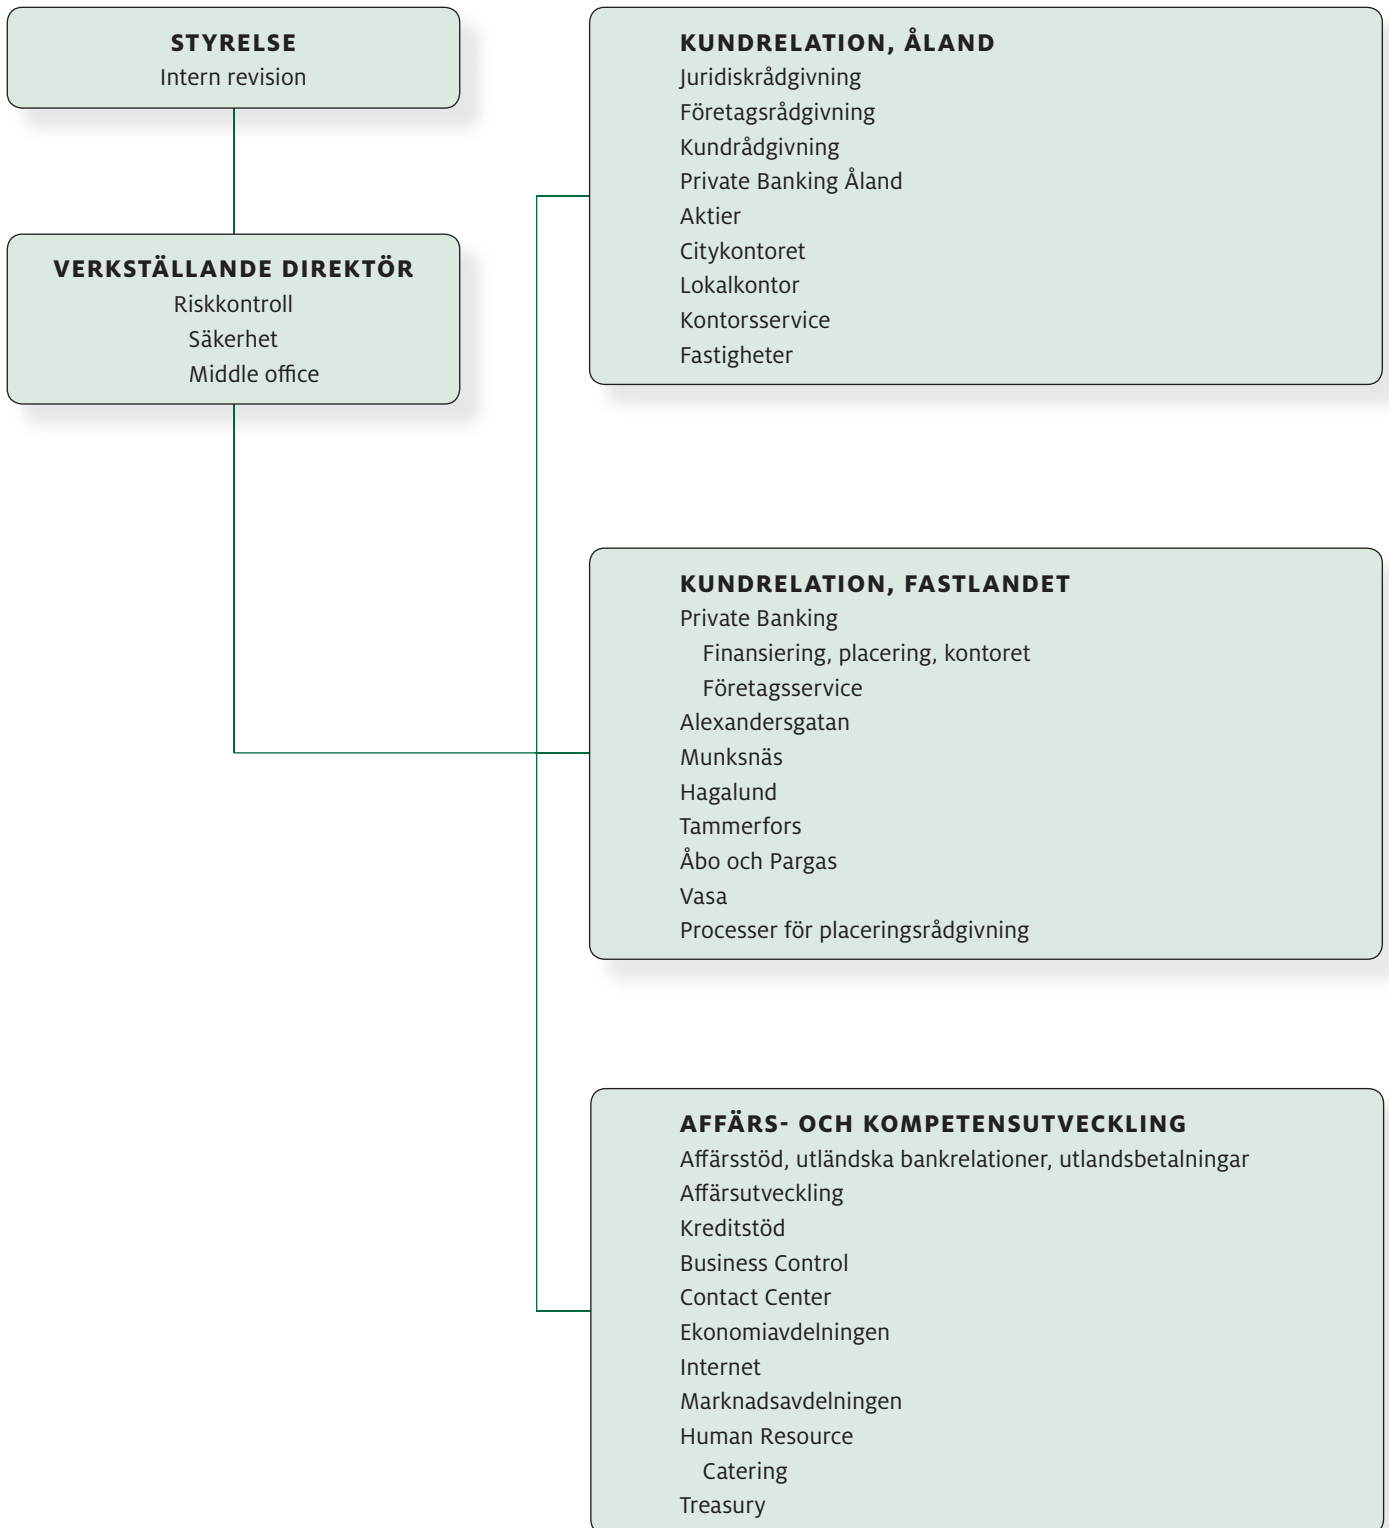 STYRELSE
Intern revision
VERKSTÄLLANDE DIREKTÖR
Riskkontroll
Säkerhet
Middle office
KUNDRELATION, ÅLAND
Juridiskrådgivning
Företagsrådgivning
Kundrådgivning
Private Banking Åland
Aktier
Citykontoret
Lokalkontor
Kontorsservice
Fastigheter
KUNDRELATION, FASTLANDET
Private Banking
Finansiering, placering, kontoret
Företagsservice
Alexandersgatan
Munksnäs
Hagalund
Tammerfors
Åbo och Pargas
Vasa
Processer för placeringsrådgivning
AFFÄRS- OCH KOMPETENSUTVECKLING
Affärsstöd, utländska bankrelationer, utlandsbetalningar
Affärsutveckling
Kreditstöd
Business Control
Contact Center
Ekonomiavdelningen
Internet
Marknadsavdelningen
Human Resource
Catering
Treasury